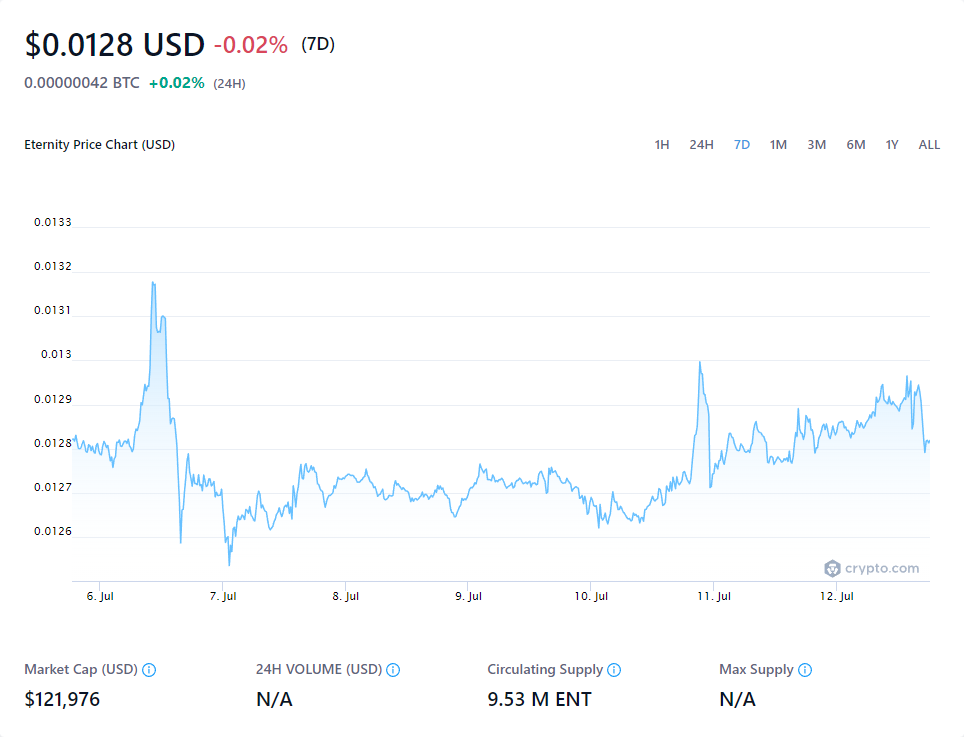 $0.0128 USD -0.02% (7D)
0.00000042 BTC +0.02% (24H)
Eternity Price Chart (USD) 1H 24H 7D 1M 3M 6M 1Y ALL
0.0133
0.0132
0.0131
0.013
0.0129
0.0128
0.0127
0.0126
crypto.com
6. Jul 7. Jul 8. Jul 9. Jul 10. Jul 11. Jul 12. Jul
Market Cap (USD) 24H VOLUME (USD) Circulating Supply Max Supply
$121,976 N/A 9.53 M ENT N/A